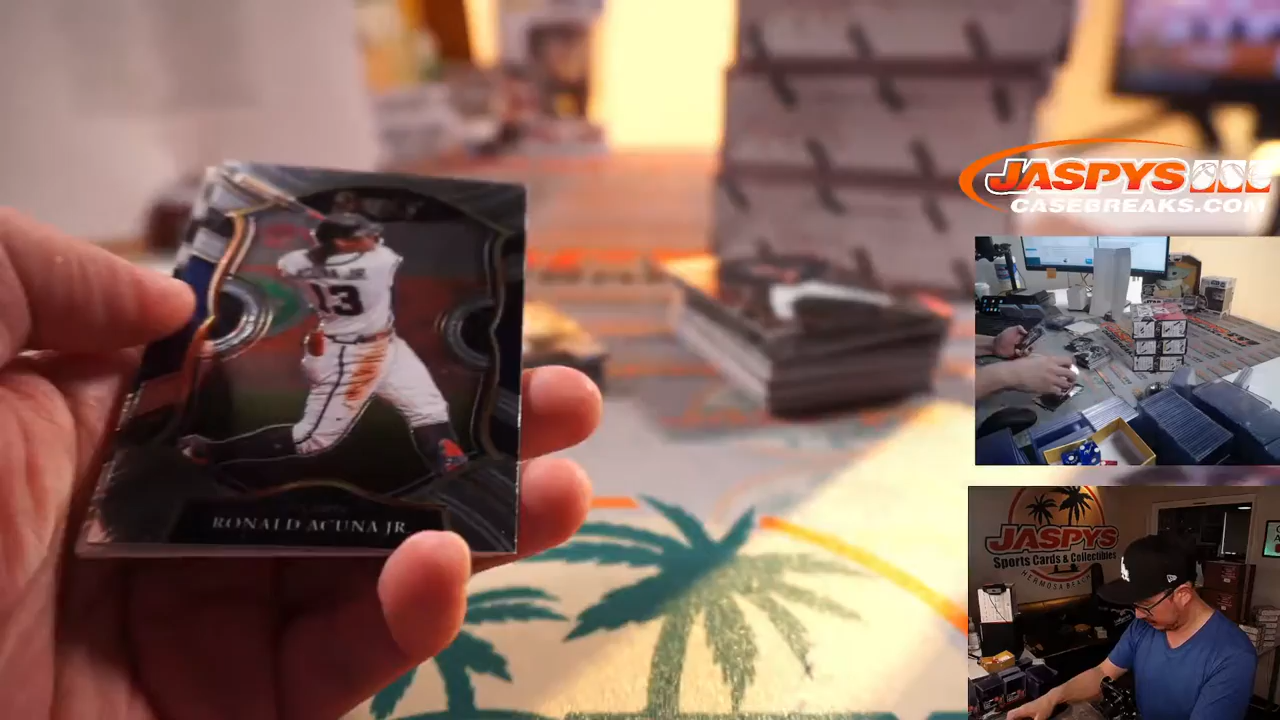 JASPYS
CASEBREAKS.COM
13
RONALD ACUNA JR
JASPYS
Sports Cards & Collectibles
HERMOSA BEACH